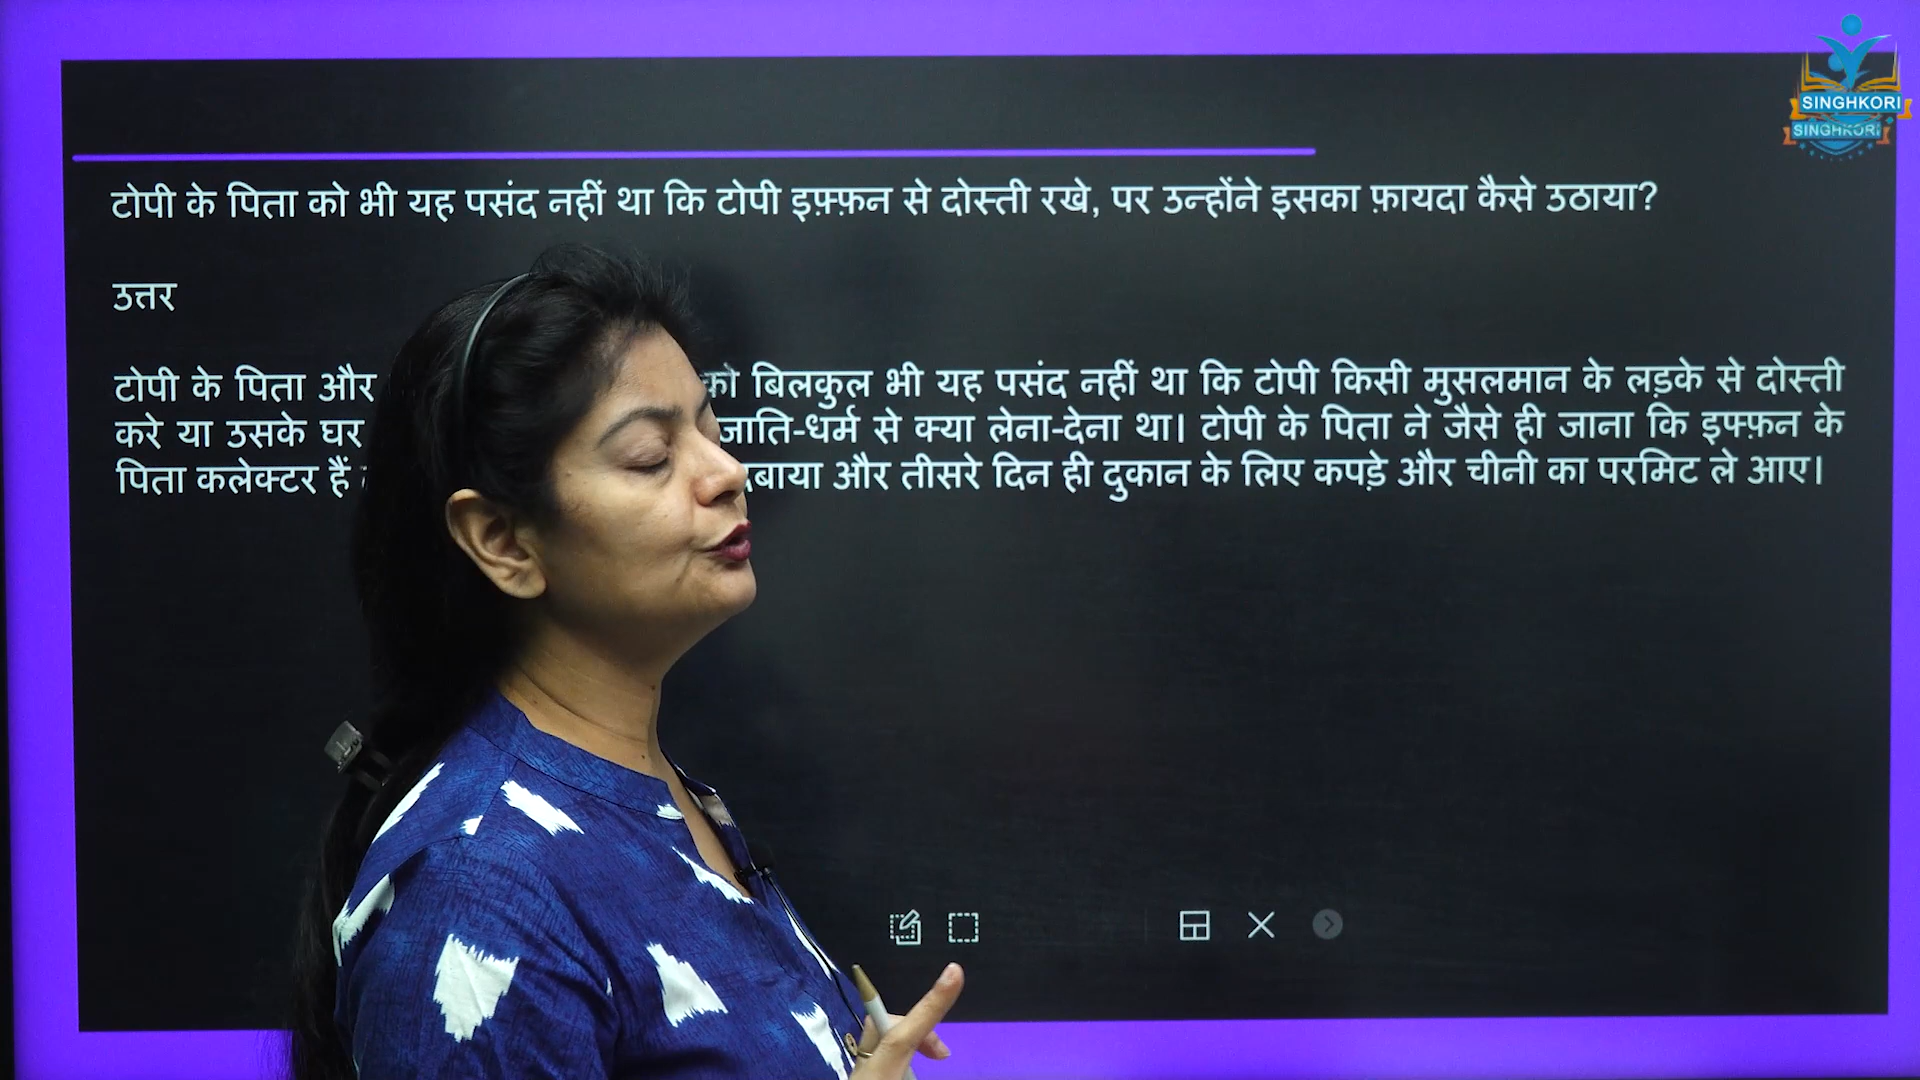 SINGHKORI
SINGHKORI
टोपी के पिता को भी यह पसंद नहीं था कि टोपी इफ़्फ़न से दोस्ती रखे, पर उन्होंने इसका फ़ायदा कैसे उठाया?
उत्तर
टोपी के पिता और को बिलकुल भी यह पसंद नहीं था कि टोपी किसी मुसलमान के लड़के से दोस्ती
करे या उसके घर जाति-धर्म से क्या लेना-देना था। टोपी के पिता ने जैसे ही जाना कि इफ्फ़न के
पिता कलेक्टर हैं दबाया और तीसरे दिन ही दुकान के लिए कपड़े और चीनी का परमिट ले आए।